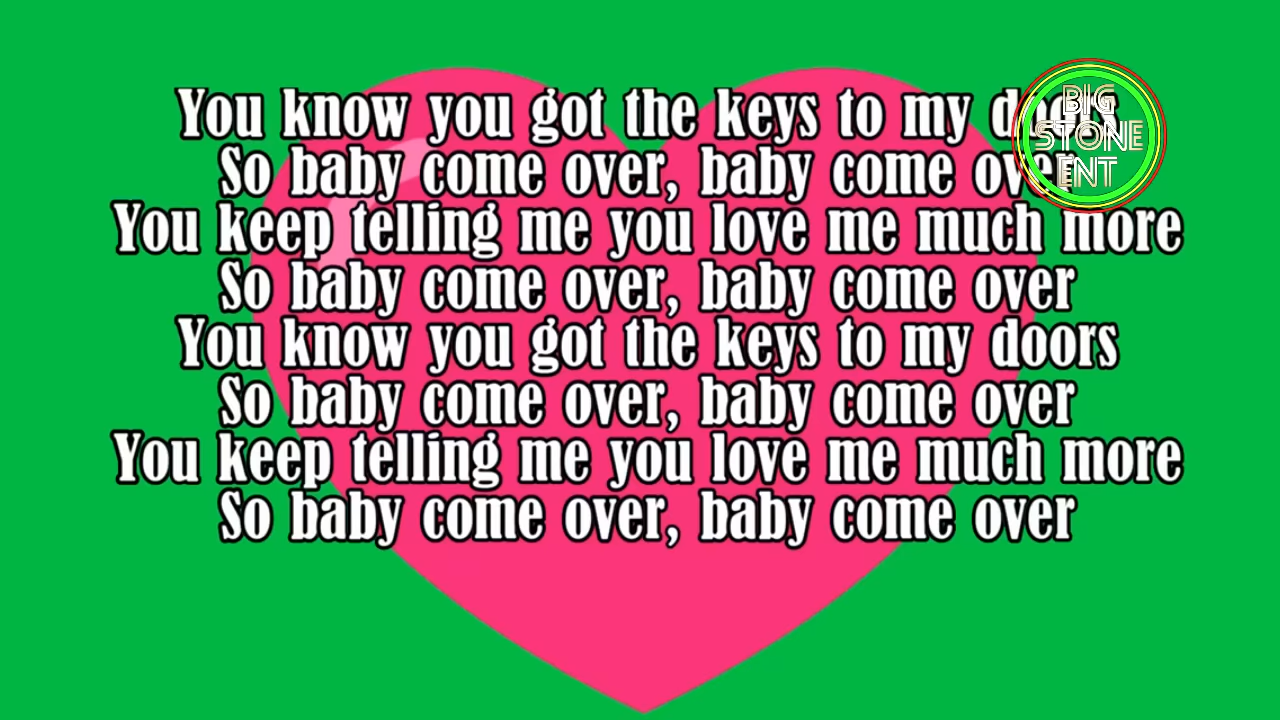 You know you got the keys to my doors
So baby come over, baby come over
You keep telling me you love me much more
So baby come over, baby come over
You know you got the keys to my doors
So baby come over, baby come over
You keep telling me you love me much more
So baby come over, baby come over
BIG
STONE
ENT